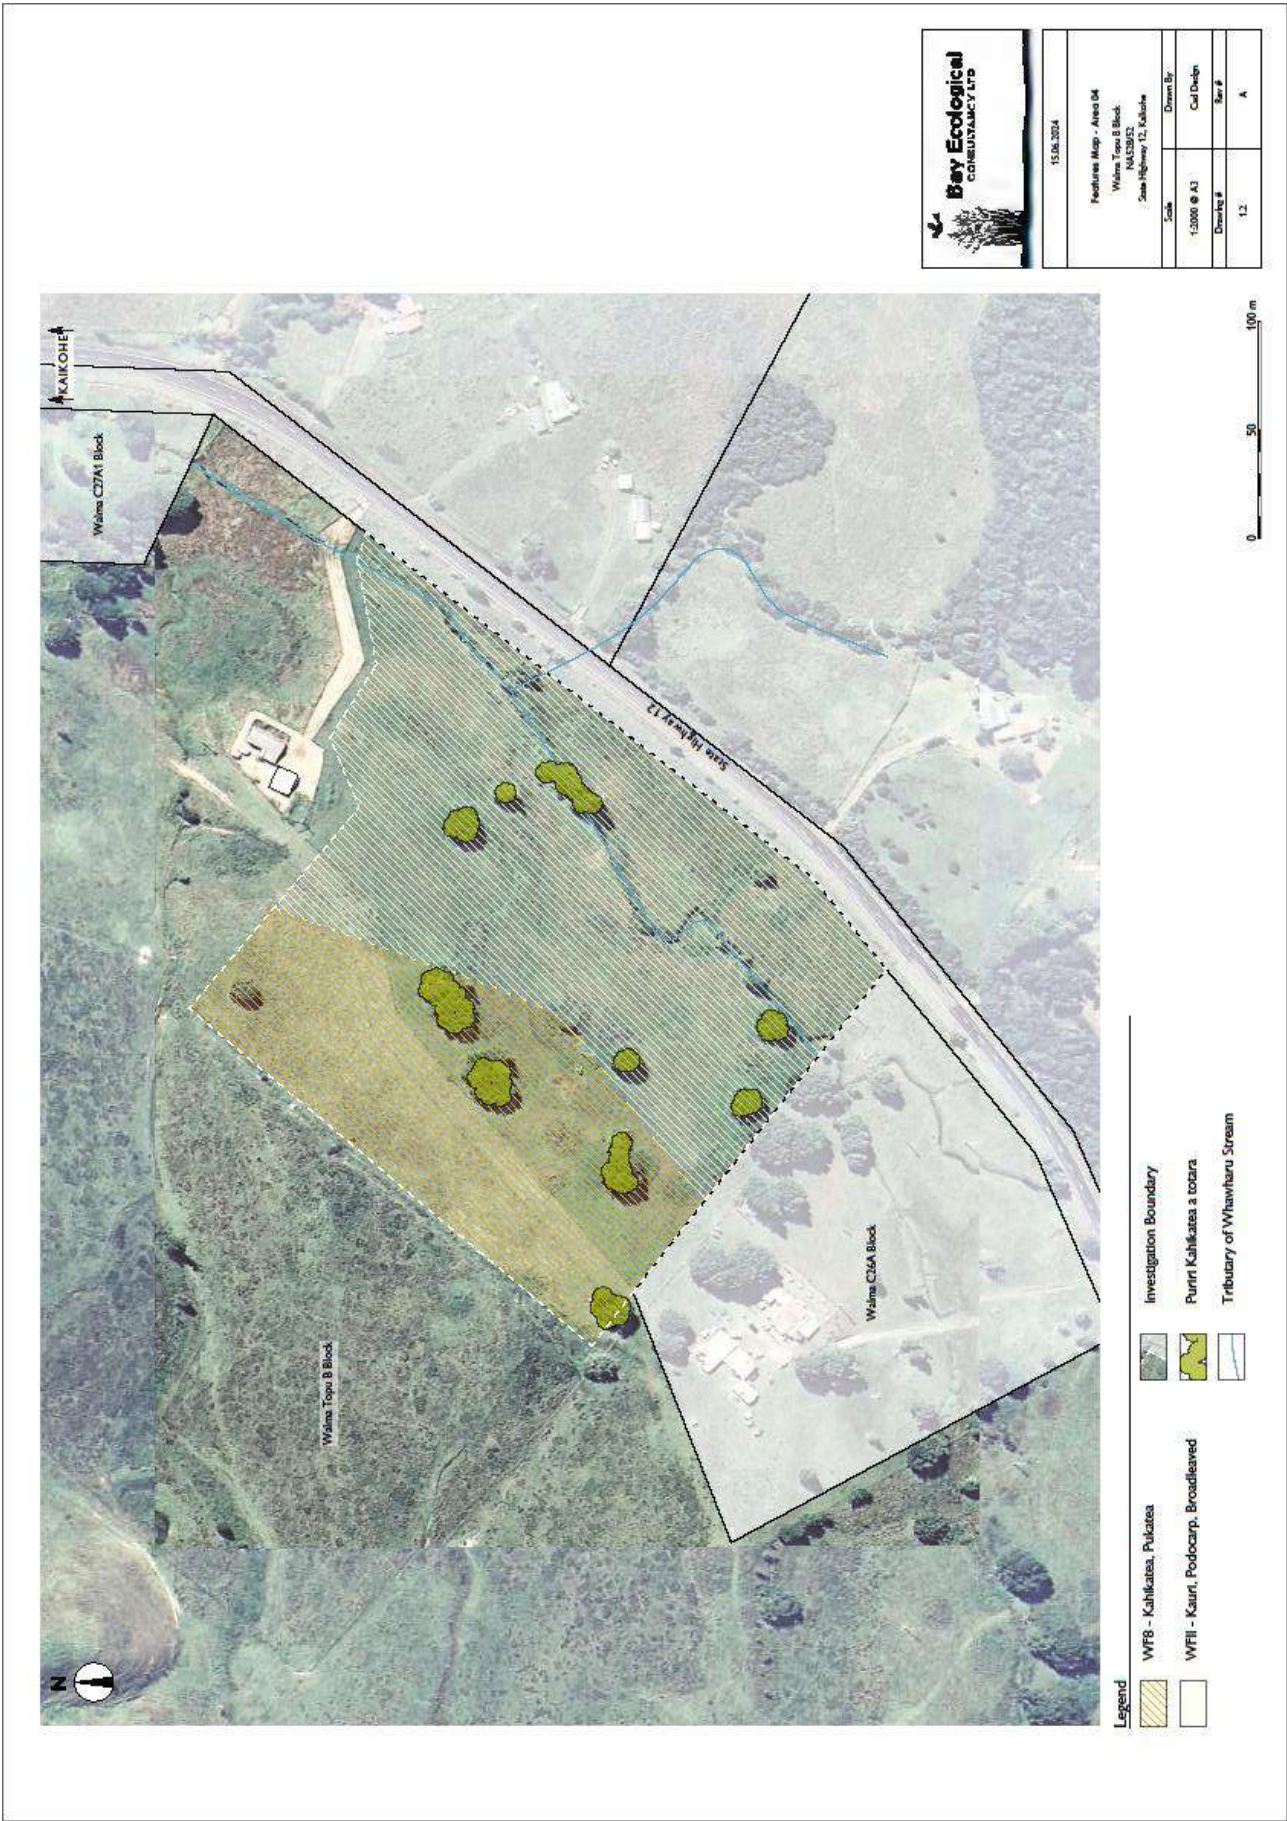 N
KAIKOHE
Waima C27A1 Block
State Highway 12
Waima Topu B Block
Waima C26A Block
Legend
WF8 - Kahikatea, Pukatea
WF11 - Kauri, Podocarp, Broadleaved
Investigation Boundary
Puriri Kahikatea a totara
Tributary of Whawharu Stream
0 50 100 m
Bay Ecological
CONSULTANCY LTD
15.06.2024
Features Map - Area 04
Waima Topu B Block
NA52B/52
State Highway 12, Kaikohe
Scale Drawn By
1:2000 @ A3 Cad Design
Drawing # Rev #
1.2 A